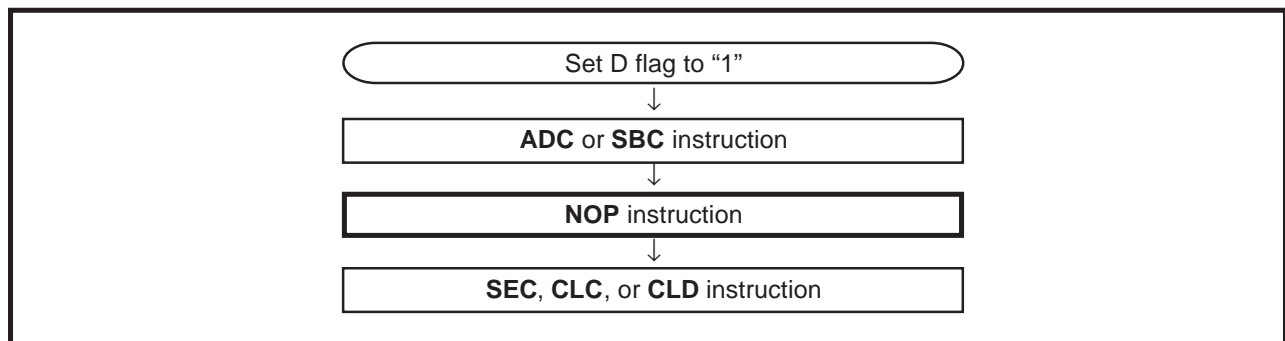 Set D flag to “1”
↓
ADC or SBC instruction
↓
NOP instruction
↓
SEC, CLC, or CLD instruction